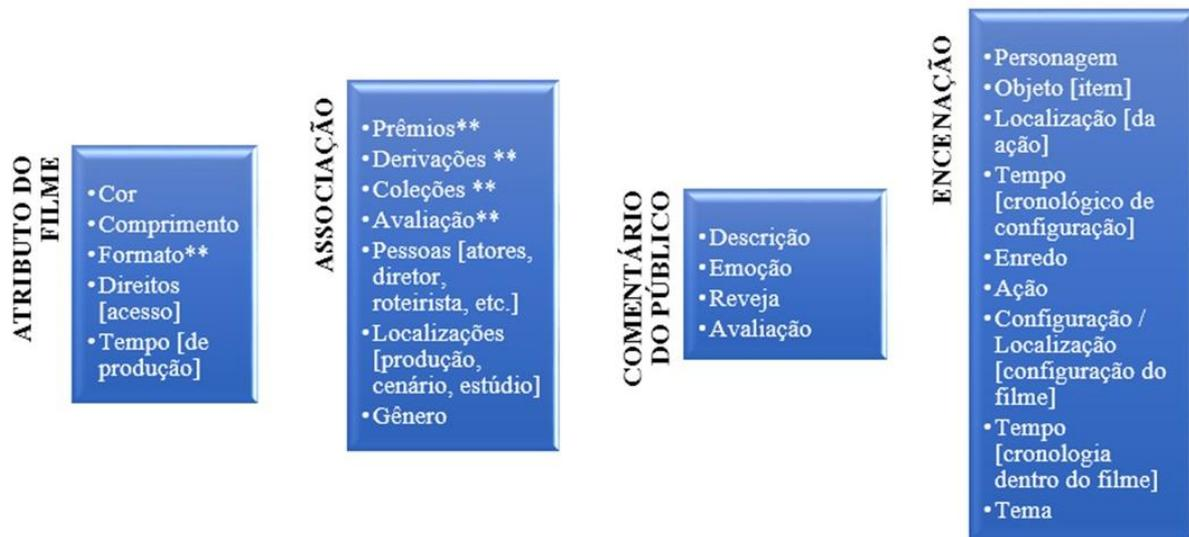 ATRIBUTO DO
FILME
•Cor
•Comprimento
•Formato**
•Direitos
[acesso]
•Tempo [de
produção]
ASSOCIAÇÃO
•Prêmios**
•Derivações **
•Coleções **
•Avaliação**
•Pessoas [atores,
diretor,
roteirista, etc.]
•Localizações
[produção,
cenário, estúdio]
•Gênero
COMENTÁRIO
DO PÚBLICO
•Descrição
•Emoção
•Reveja
•Avaliação
ENCENAÇÃO
•Personagem
•Objeto [item]
•Localização [da
ação]
•Tempo
[cronológico de
configuração]
•Enredo
•Ação
•Configuração /
Localização
[configuração do
filme]
•Tempo
[cronologia
dentro do filme]
•Tema